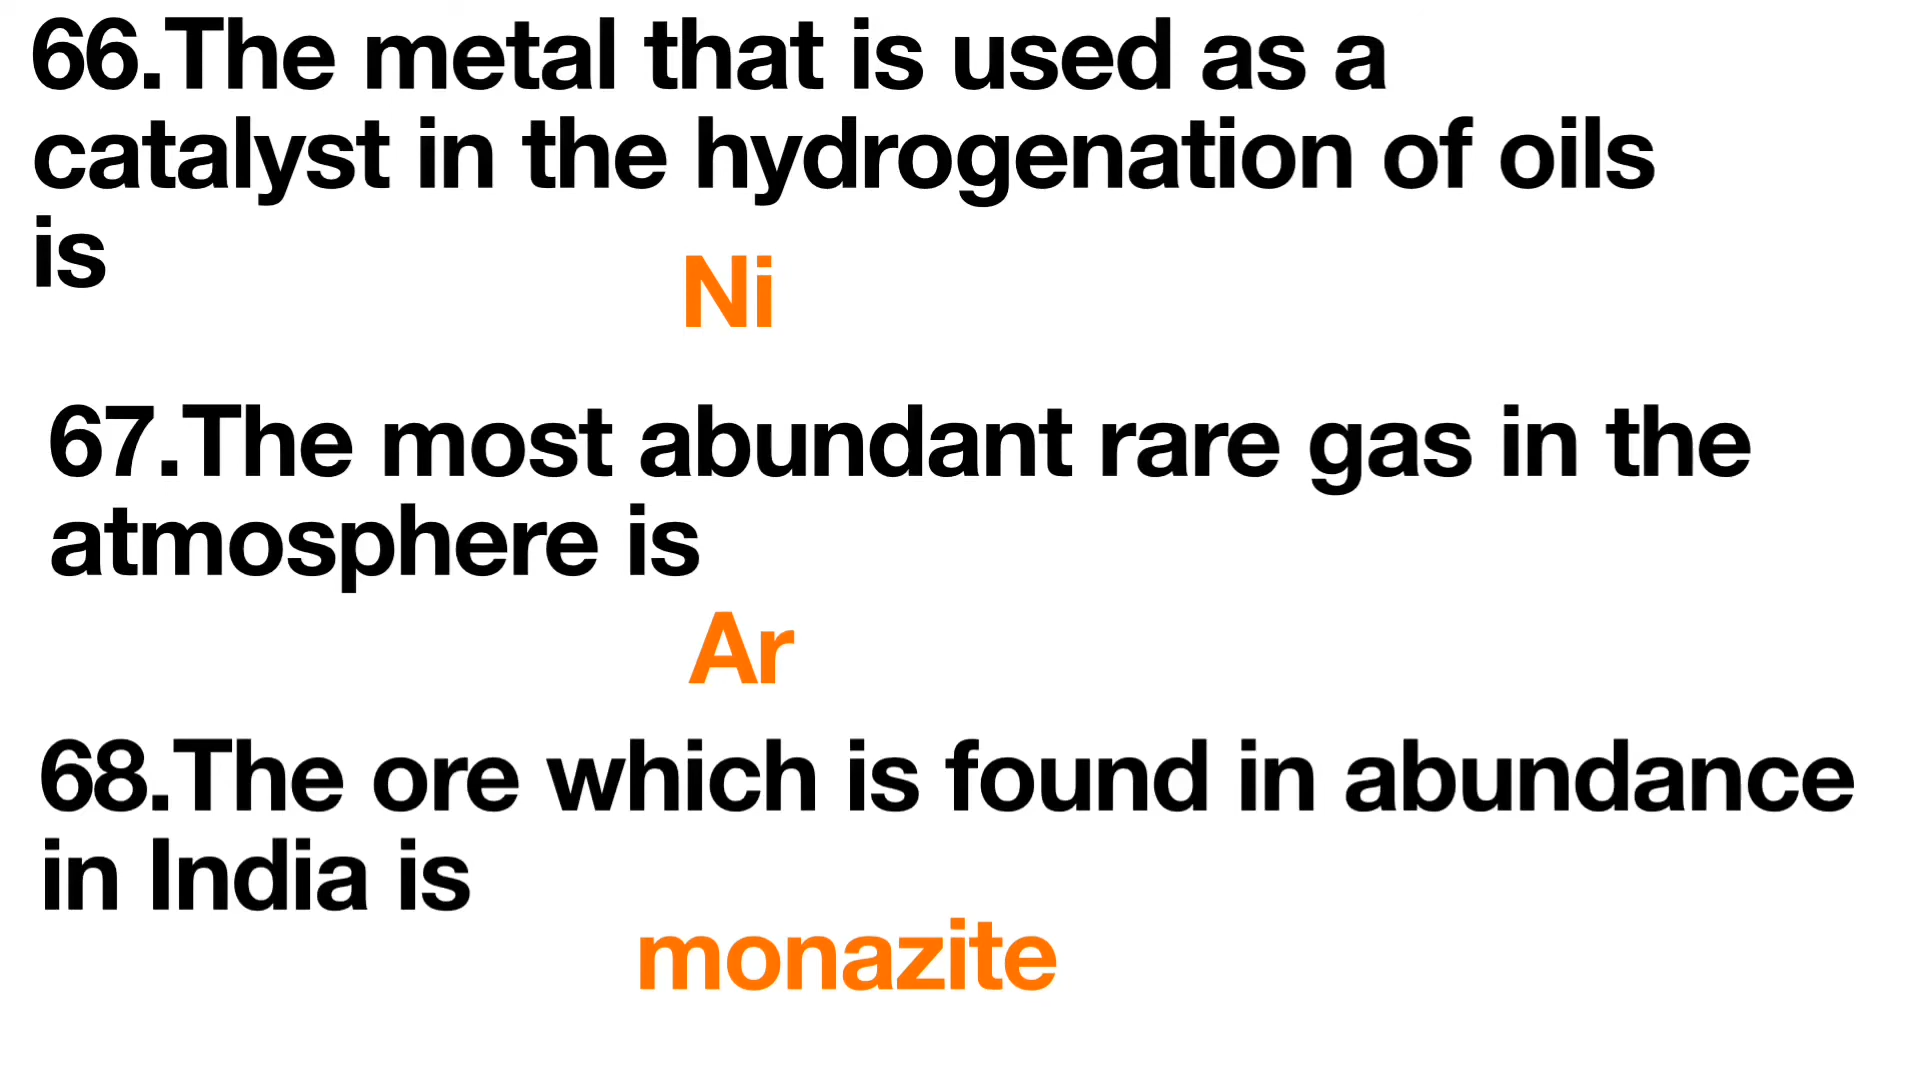 66.The metal that is used as a
catalyst in the hydrogenation of oils
is
Ni
67.The most abundant rare gas in the
atmosphere is
Ar
68.The ore which is found in abundance
in India is
monazite